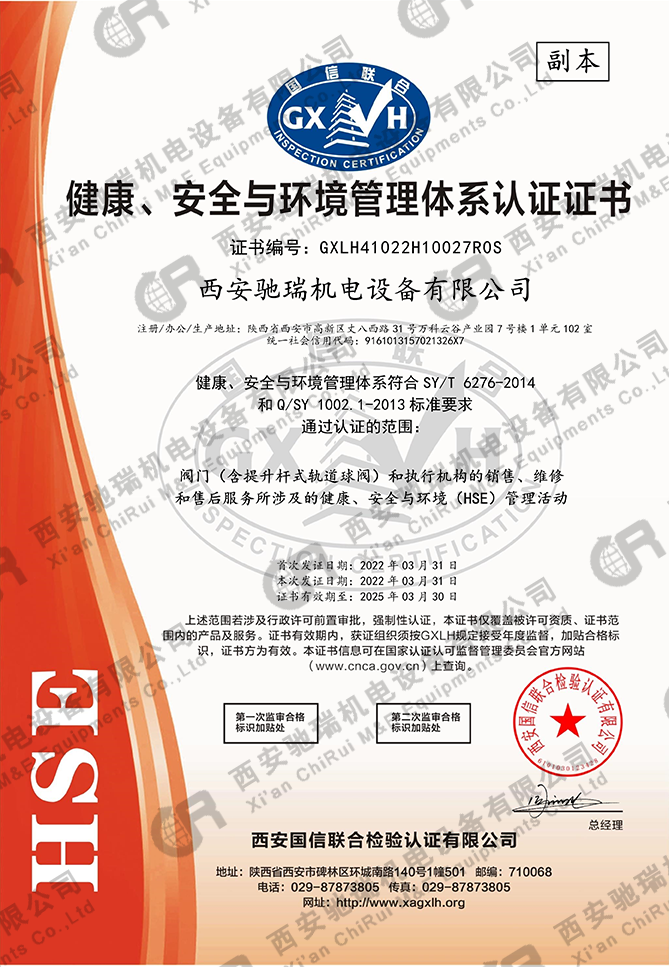 副本
国信联合
GXLH
INSPECTION CERTIFICATION
健康、安全与环境管理体系认证证书
证书编号：GXLH41022H10027R0S
西安驰瑞机电设备有限公司
注册/办公/生产地址：陕西省西安市高新区丈八西路31号万科云谷产业园7号楼1单元102室
统一社会信用代码：9161013157021326X7
健康、安全与环境管理体系符合 SY/T 6276-2014
和 Q/SY 1002.1-2013 标准要求
通过认证的范围：
阀门（含提升杆式轨道球阀）和执行机构的销售、维修
和售后服务所涉及的健康、安全与环境（HSE）管理活动
首次发证日期：2022 年 03 月 31 日
本次发证日期：2022 年 03 月 31 日
证书有效期至：2025 年 03 月 30 日
上述范围若涉及行政许可前置审批，强制性认证，本证书仅覆盖被许可资质、证书范
围内的产品及服务。证书有效期内，获证组织须按GXLH规定接受年度监督，加贴合格标
识，证书方为有效。本证书信息可在国家认证认可监督管理委员会官方网站
（www.cnca.gov.cn）上查询。
第一次监审合格
标识加贴处
第二次监审合格
标识加贴处
西安国信联合检验认证有限公司
6101030123428
总经理
HSE
西安国信联合检验认证有限公司
地址：陕西省西安市碑林区环城南路140号1幢501 邮编：710068
电话：029-87873805 传真：029-87873805
网址：http://www.xagxlh.org
西安驰瑞机电设备有限公司
Xi'an ChiRui M&E Equipments Co.,Ltd